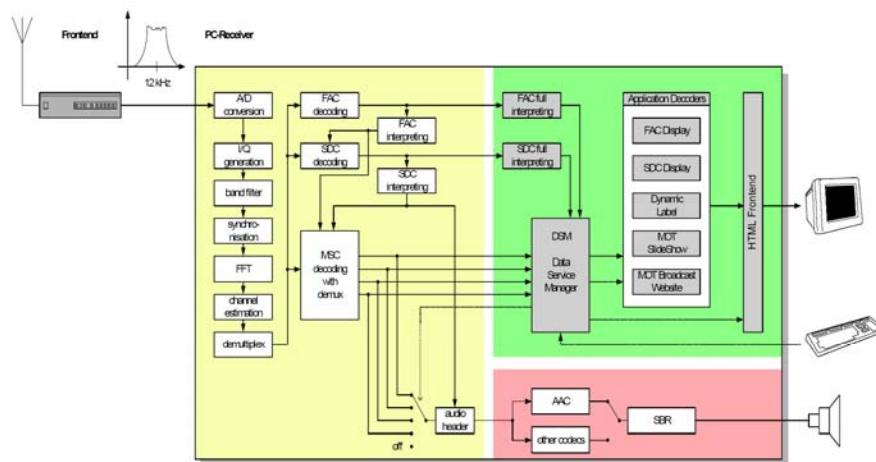 Frontend
PC-Receiver
12 kHz
A/D
conversion
I/Q
generation
band filter
synchro-
nisation
FFT
channel
estimation
demultiplex
FAC
decoding
FAC
interpreting
SDC
decoding
SDC
interpreting
MSC
decoding
with
demux
off
audio
header
FAC full
interpreting
SDC full
interpreting
DSM
Data
Service
Manager
Application Decoders
FAC Display
SDC Display
Dynamic
Label
MOT
SlideShow
MOT Broadcast
Website
HTML Frontend
AAC
other codecs
SBR